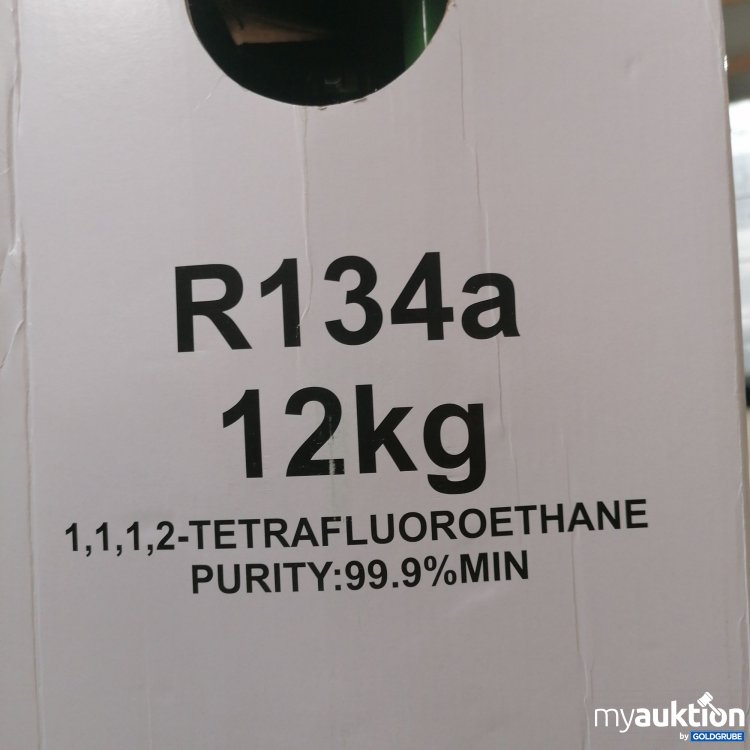 R134a
12kg
1,1,1,2-TETRAFLUOROETHANE
PURITY:99.9%MIN
myauktion
by GOLDGRUBE